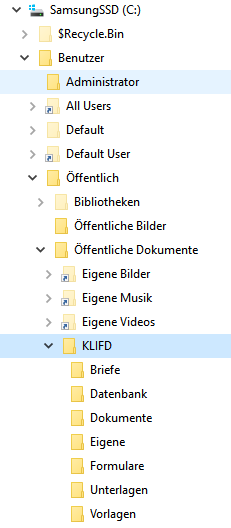 SamsungSSD (C:)
$Recycle.Bin
Benutzer
Administrator
All Users
Default
Default User
Öffentlich
Bibliotheken
Öffentliche Bilder
Öffentliche Dokumente
Eigene Bilder
Eigene Musik
Eigene Videos
KLIFD
Briefe
Datenbank
Dokumente
Eigene
Formulare
Unterlagen
Vorlagen